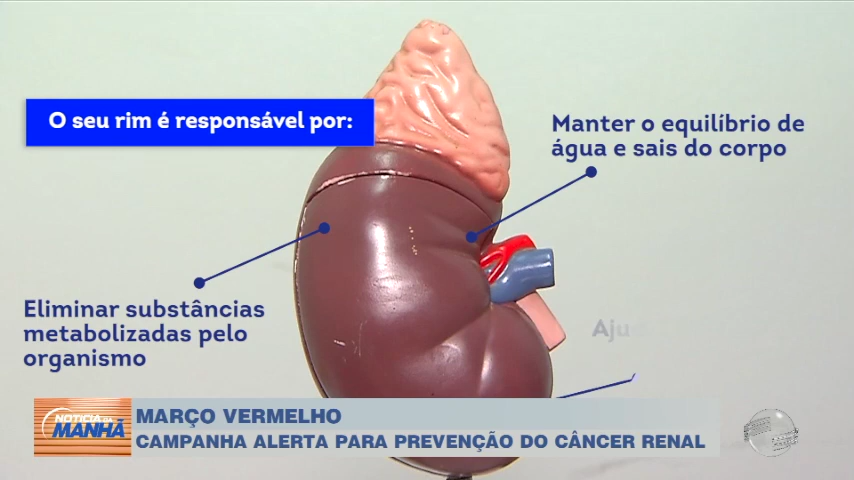 O seu rim é responsável por:
Manter o equilíbrio de
água e sais do corpo
Eliminar substâncias
metabolizadas pelo
organismo
Aju
NOTÍCIA DA
MANHÃ
MARÇO VERMELHO
CAMPANHA ALERTA PARA PREVENÇÃO DO CÂNCER RENAL